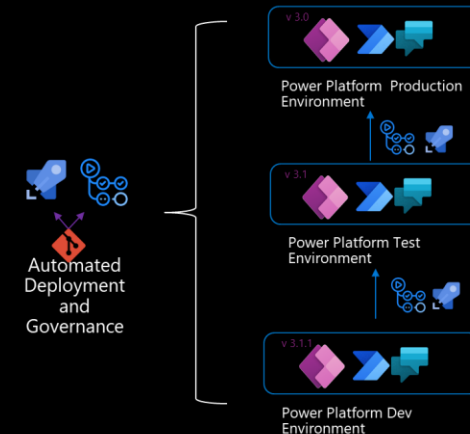 v 3.0
Power Platform Production
Environment
v 3.1
Power Platform Test
Environment
Automated
Deployment
and
Governance
v 3.1.1
Power Platform Dev
Environment